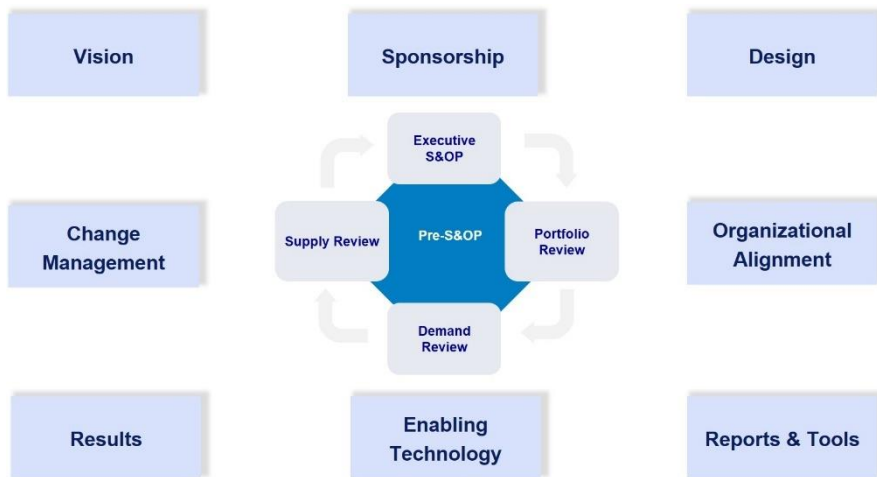 Vision
Sponsorship
Design
Executive
S&OP
Change
Management
Supply Review
Pre-S&OP
Portfolio
Review
Organizational
Alignment
Demand
Review
Results
Enabling
Technology
Reports & Tools